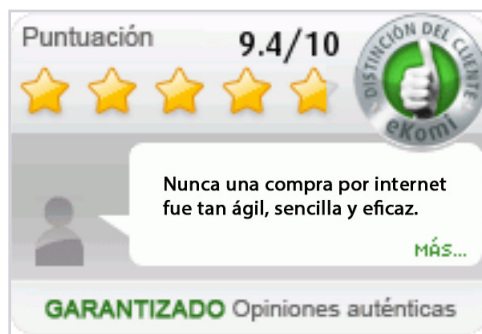 Puntuación
9.4/10
DISTINCIÓN DEL CLIENTE
eKomi
Nunca una compra por internet
fue tan ágil, sencilla y eficaz.
MÁS...
GARANTIZADO Opiniones auténticas